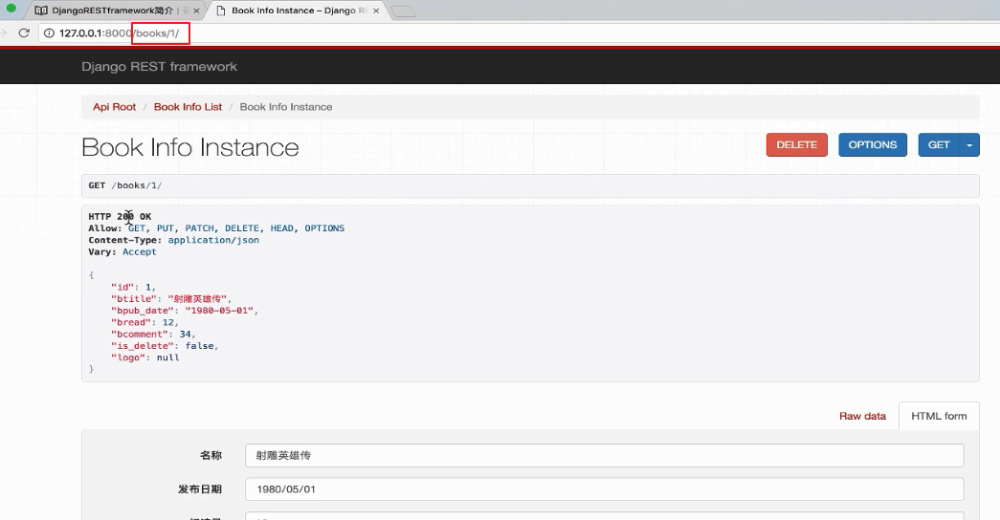 DjangoRESTframework简介 |
Book Info Instance – Django RE
127.0.0.1:8000/books/1/
Django REST framework
Api Root / Book Info List / Book Info Instance
Book Info Instance
DELETE
OPTIONS
GET
GET /books/1/
HTTP 200 OK
Allow: GET, PUT, PATCH, DELETE, HEAD, OPTIONS
Content-Type: application/json
Vary: Accept
{
"id": 1,
"btitle": "射雕英雄传",
"bpub_date": "1980-05-01",
"bread": 12,
"bcomment": 34,
"is_delete": false,
"logo": null
}
Raw data
HTML form
名称 射雕英雄传
发布日期 1980/05/01